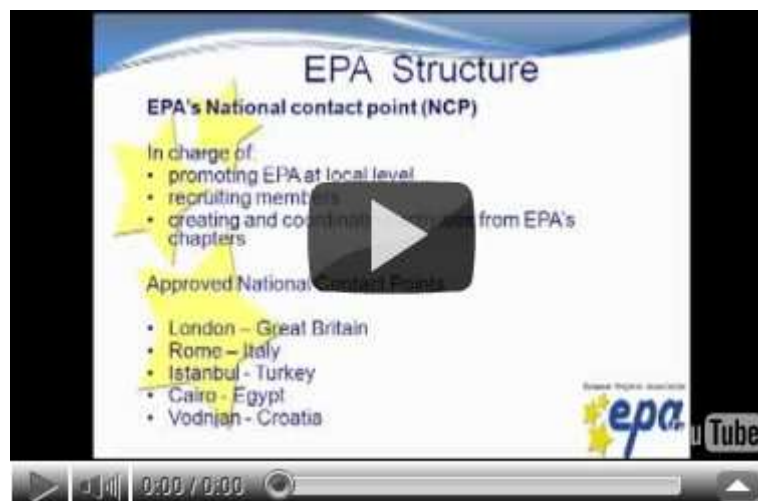 EPA Structure
EPA's National contact point (NCP)
In charge of:
• promoting EPA at local level
• recruiting members
• creating and from EPA's
chapters
Approved National Contact Points
• London – Great Britain
• Rome – Italy
• Istanbul - Turkey
• Cairo - Egypt
• Vodnjan - Croatia
epa
Tube
0:00 / 0:00